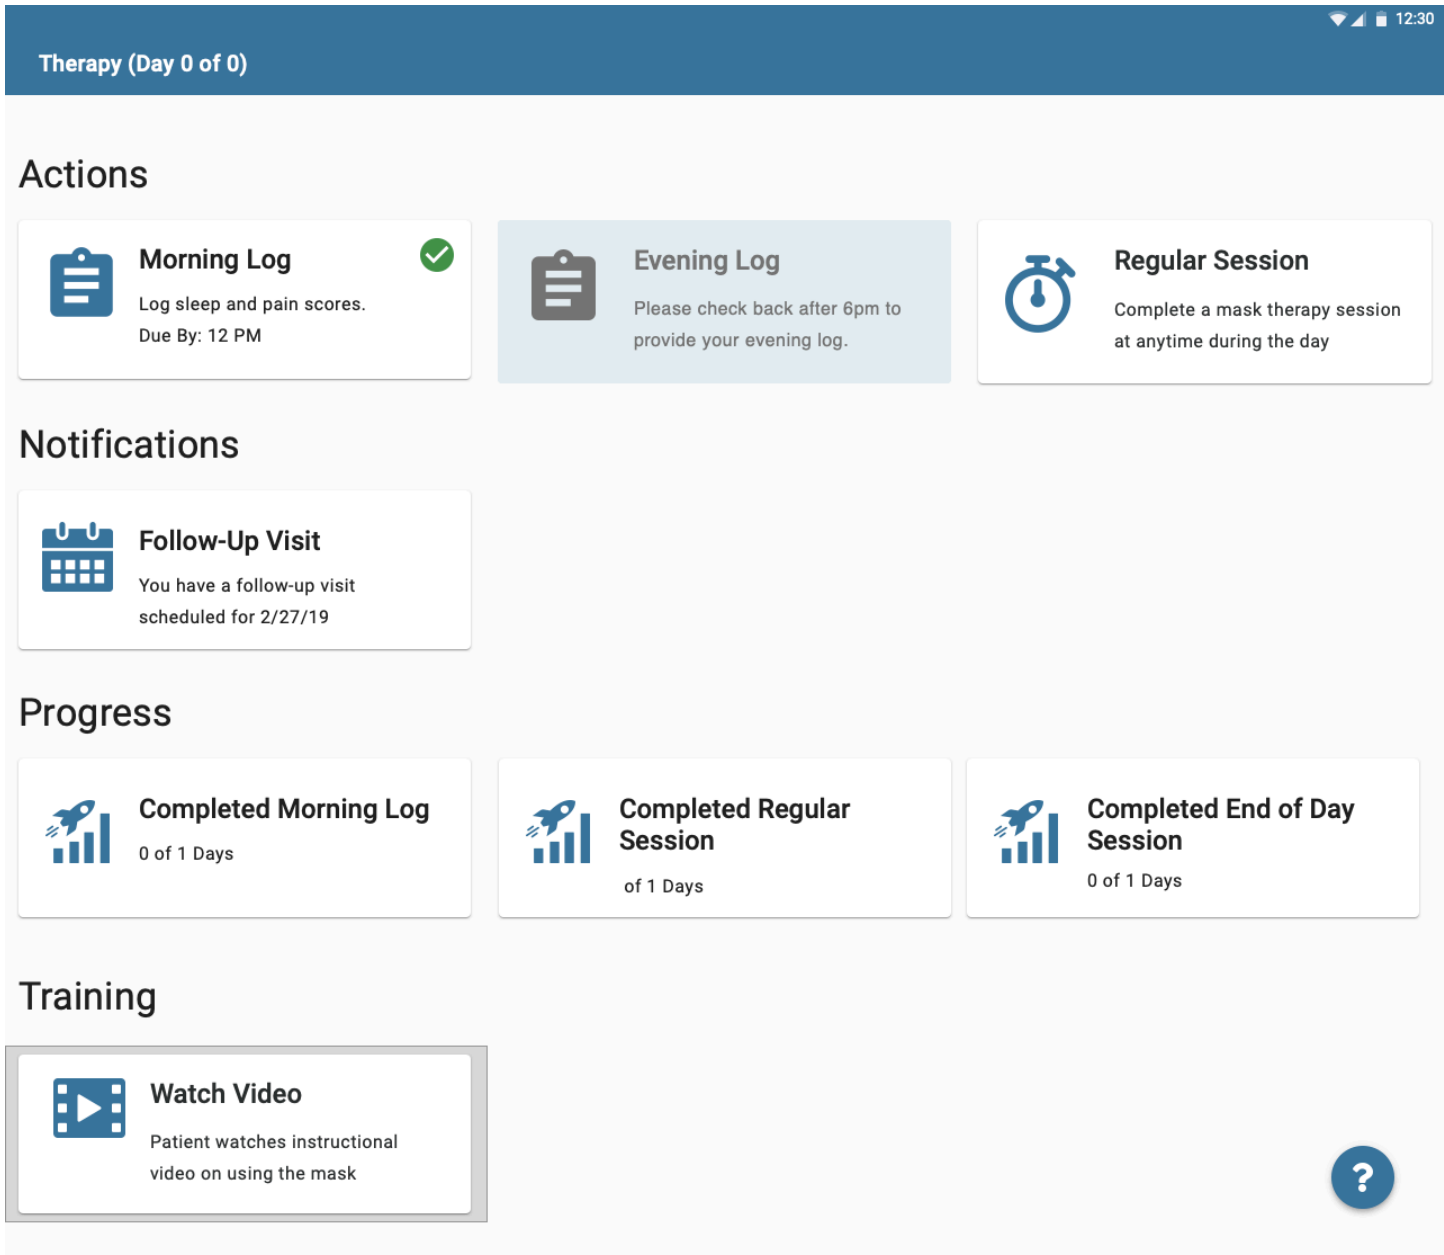 12:30
Therapy (Day 0 of 0)
Actions
Morning Log
Log sleep and pain scores.
Due By: 12 PM
Evening Log
Please check back after 6pm to
provide your evening log.
Regular Session
Complete a mask therapy session
at anytime during the day
Notifications
Follow-Up Visit
You have a follow-up visit
scheduled for 2/27/19
Progress
Completed Morning Log
0 of 1 Days
Completed Regular
Session
of 1 Days
Completed End of Day
Session
0 of 1 Days
Training
Watch Video
Patient watches instructional
video on using the mask
?